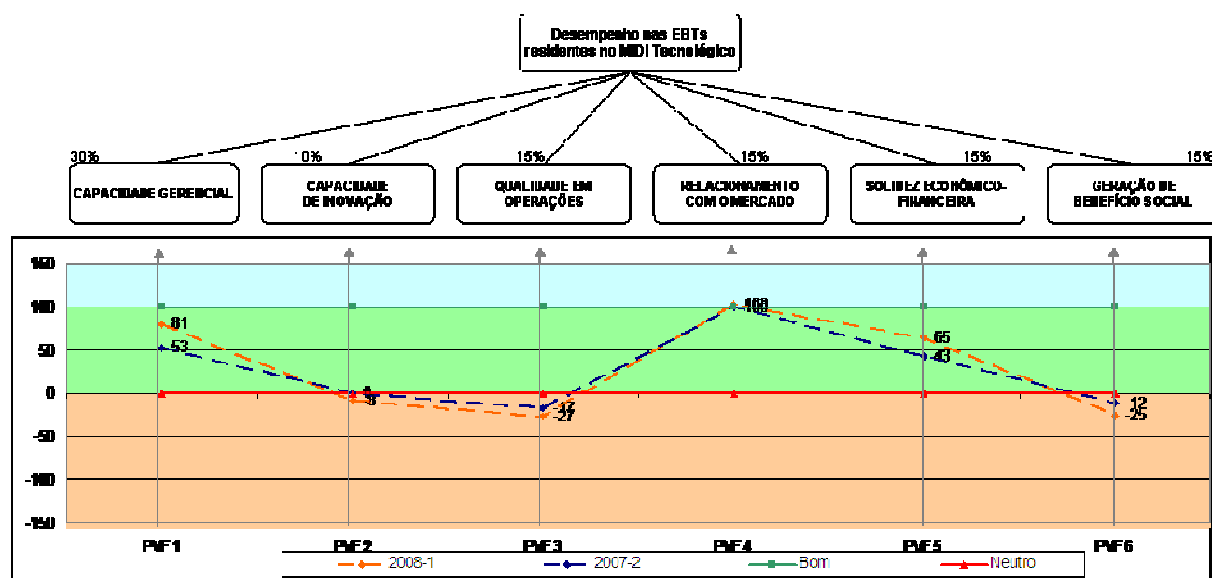 Desempenho nas EBTs
residentes no MIDI Tecnológico
30% 10% 15% 15% 15% 15%
CAPACIDADE GERENCIAL
CAPACIDADE
DE INOVAÇÃO
QUALIDADE EM
OPERAÇÕES
RELACIONAMENTO
COM O MERCADO
SOLIDEZ ECONÔMICO-
FINANCEIRA
GERAÇÃO DE
BENEFÍCIO SOCIAL
150
100
50
0
-50
-100
-150
81
53
-27
65
43
-12
-25
PVF1 PVF2 PVF3 PVF4 PVF5 PVF6
2008-1 2007-2 Bom Neutro